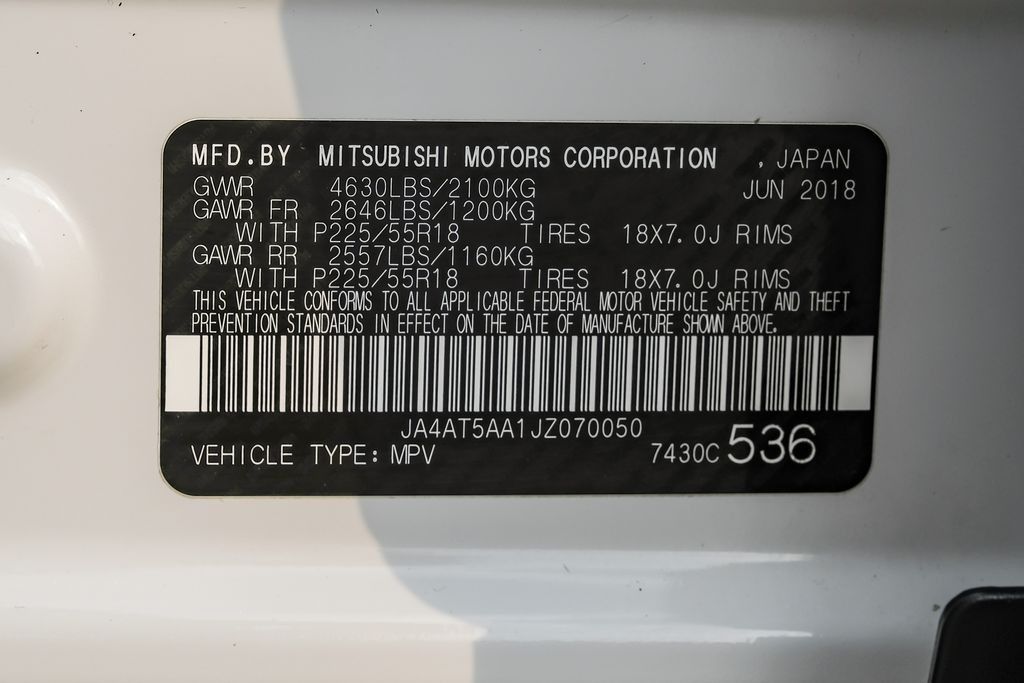 MFD.BY MITSUBISHI MOTORS CORPORATION , JAPAN
GVWR 4630LBS/2100KG JUN 2018
GAWR FR 2646LBS/1200KG
WITH P225/55R18 TIRES 18X7.0J RIMS
GAWR RR 2557LBS/1160KG
WITH P225/55R18 TIRES 18X7.0J RIMS
THIS VEHICLE CONFORMS TO ALL APPLICABLE FEDERAL MOTOR VEHICLE SAFETY AND THEFT
PREVENTION STANDARDS IN EFFECT ON THE DATE OF MANUFACTURE SHOWN ABOVE.
JA4AT5AA1JZ070050
VEHICLE TYPE: MPV 7430C 536